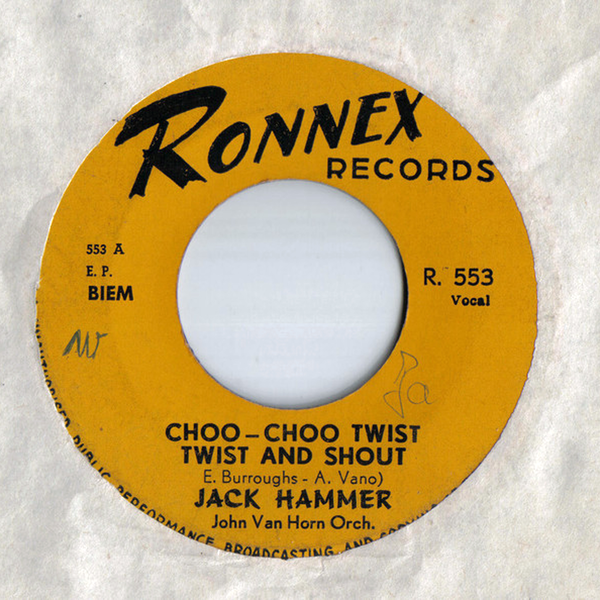 RONNEX
RECORDS
553 A
E. P.
BIEM
R. 553
Vocal
CHOO-CHOO TWIST
TWIST AND SHOUT
E. Burroughs - A. Vano)
JACK HAMMER
John Van Horn Orch.
PUBLIC PERFORMANCE BROADCASTING AND